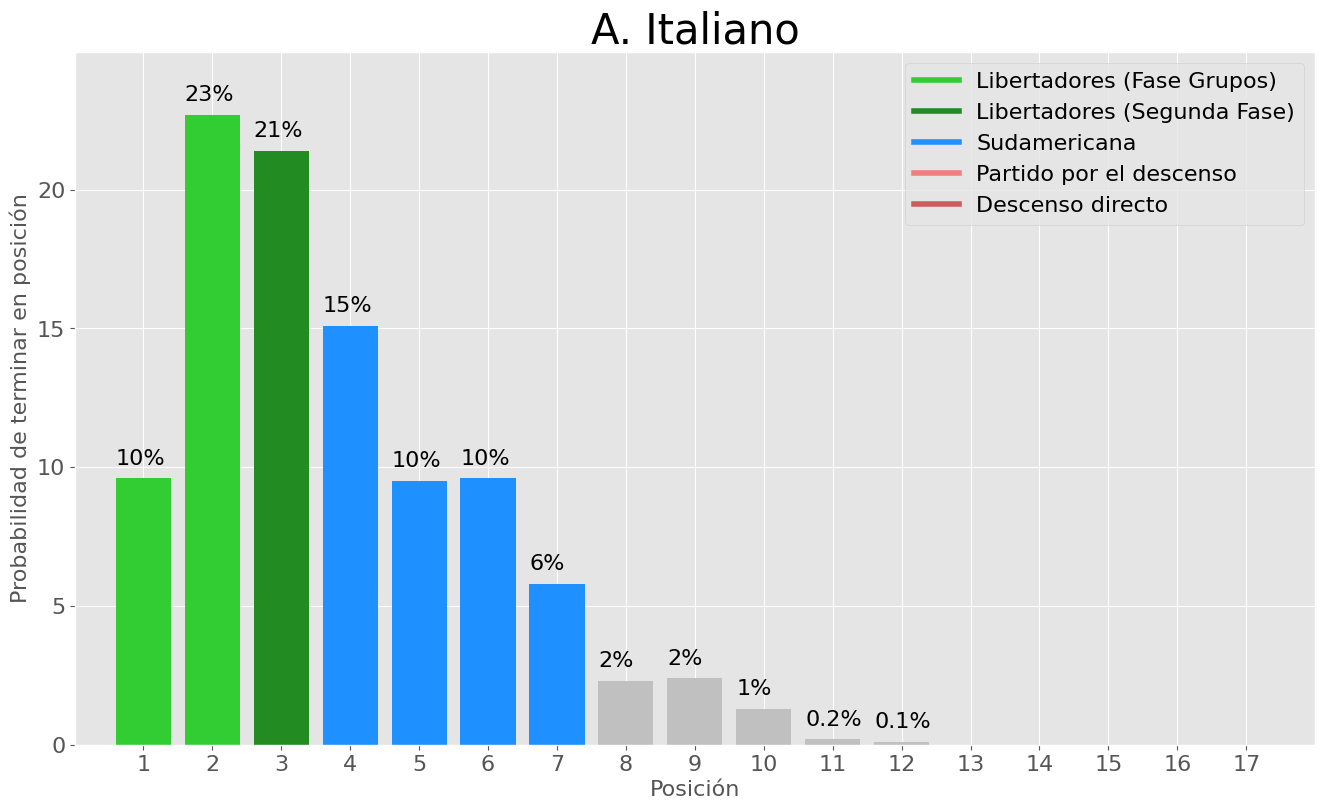 A. Italiano
Libertadores (Fase Grupos)
Libertadores (Segunda Fase)
Sudamericana
Partido por el descenso
Descenso directo
23%
21%
15%
10%
10%
10%
6%
2%
2%
1%
0.2%
0.1%
Probabilidad de terminar en posición
20
15
10
5
0
1 2 3 4 5 6 7 8 9 10 11 12 13 14 15 16 17
Posición